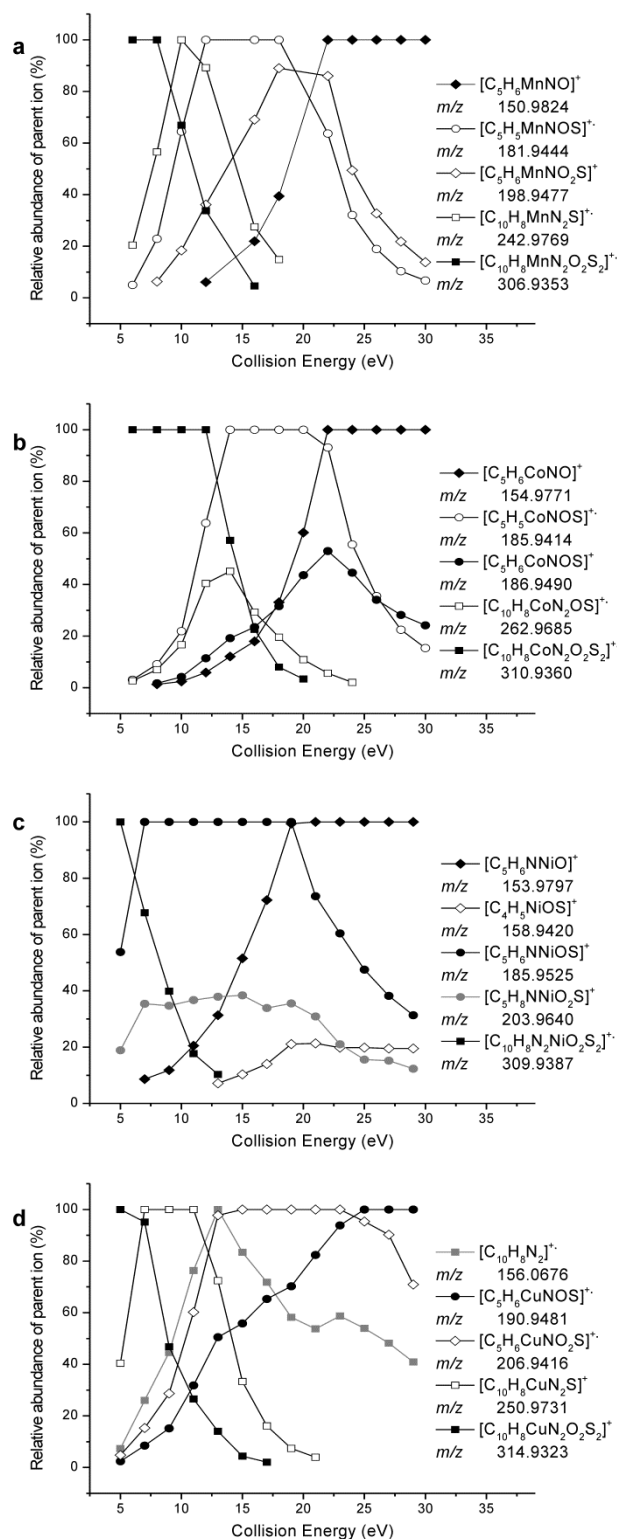 a
Relative abundance of parent ion (%)
100
80
60
40
20
0
5 10 15 20 25 30 35
Collision Energy (eV)
[C₅H₆MnNO]⁺
m/z 150.9824
[C₅H₅MnNOS]⁺·
m/z 181.9444
[C₅H₆MnNO₂S]⁺
m/z 198.9477
[C₁₀H₈MnN₂S]⁺·
m/z 242.9769
[C₁₀H₈MnN₂O₂S₂]⁺·
m/z 306.9353
b
Relative abundance of parent ion (%)
100
80
60
40
20
0
5 10 15 20 25 30 35
Collision Energy (eV)
[C₅H₆CoNO]⁺
m/z 154.9771
[C₅H₅CoNOS]⁺·
m/z 185.9414
[C₅H₆CoNOS]⁺
m/z 186.9490
[C₁₀H₈CoN₂OS]⁺·
m/z 262.9685
[C₁₀H₈CoN₂O₂S₂]⁺·
m/z 310.9360
c
Relative abundance of parent ion (%)
100
80
60
40
20
0
5 10 15 20 25 30 35
Collision Energy (eV)
[C₅H₆NNiO]⁺
m/z 153.9797
[C₄H₅NiOS]⁺
m/z 158.9420
[C₅H₆NNiOS]⁺
m/z 185.9525
[C₅H₈NNiO₂S]⁺
m/z 203.9640
[C₁₀H₈N₂NiO₂S₂]⁺·
m/z 309.9387
d
Relative abundance of parent ion (%)
100
80
60
40
20
0
5 10 15 20 25 30 35
Collision Energy (eV)
[C₁₀H₈N₂]⁺·
m/z 156.0676
[C₅H₆CuNOS]⁺·
m/z 190.9481
[C₅H₆CuNO₂S]⁺·
m/z 206.9416
[C₁₀H₈CuN₂S]⁺
m/z 250.9731
[C₁₀H₈CuN₂O₂S₂]⁺
m/z 314.9323